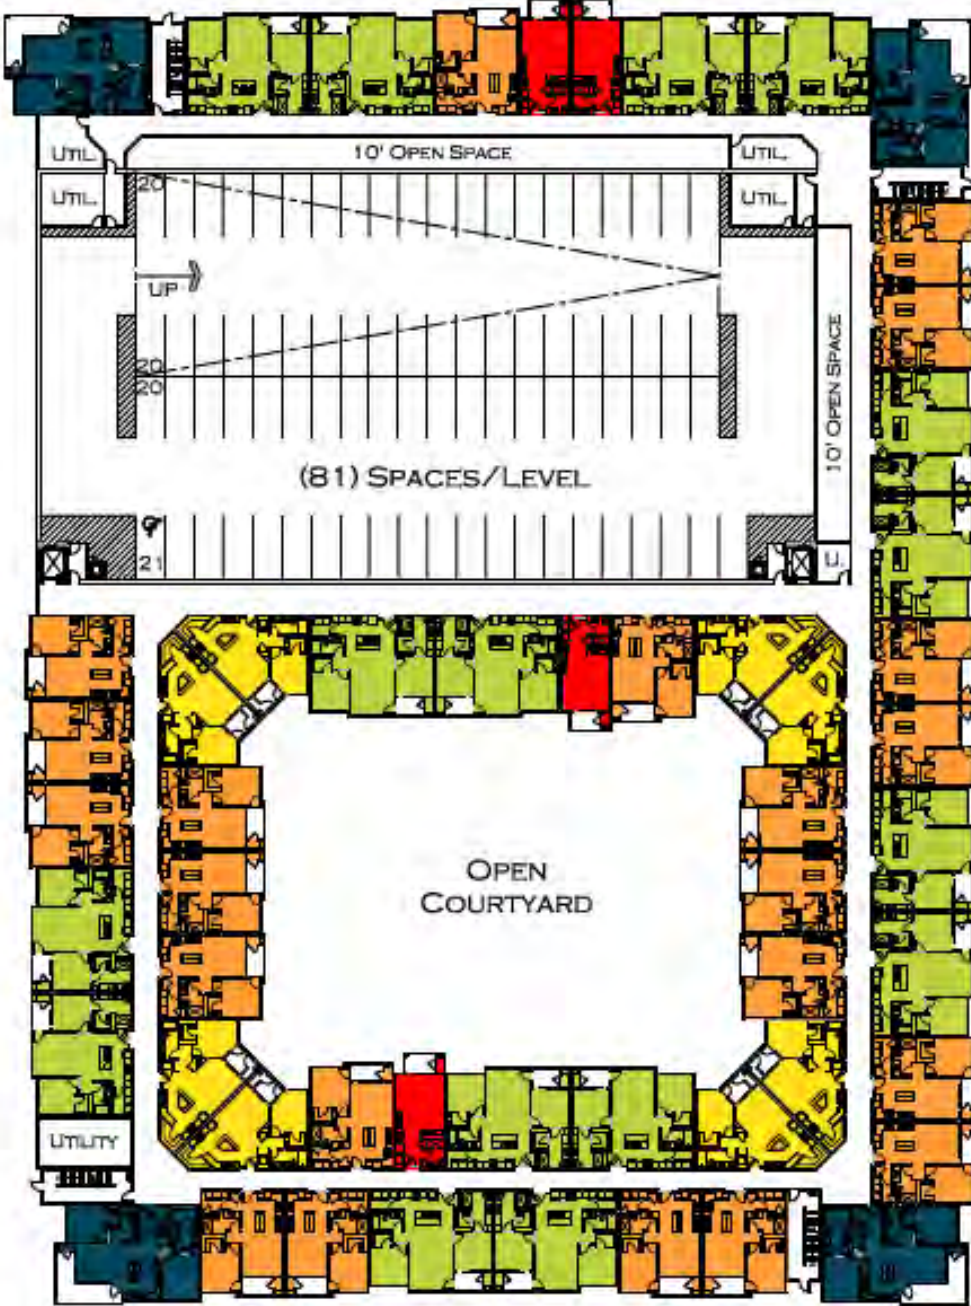 UTIL.
10' OPEN SPACE
UTIL.
UTIL.
20
UTIL.
UP
10' OPEN SPACE
20
20
(81) SPACES/LEVEL
21
U.
OPEN
COURTYARD
UTILITY